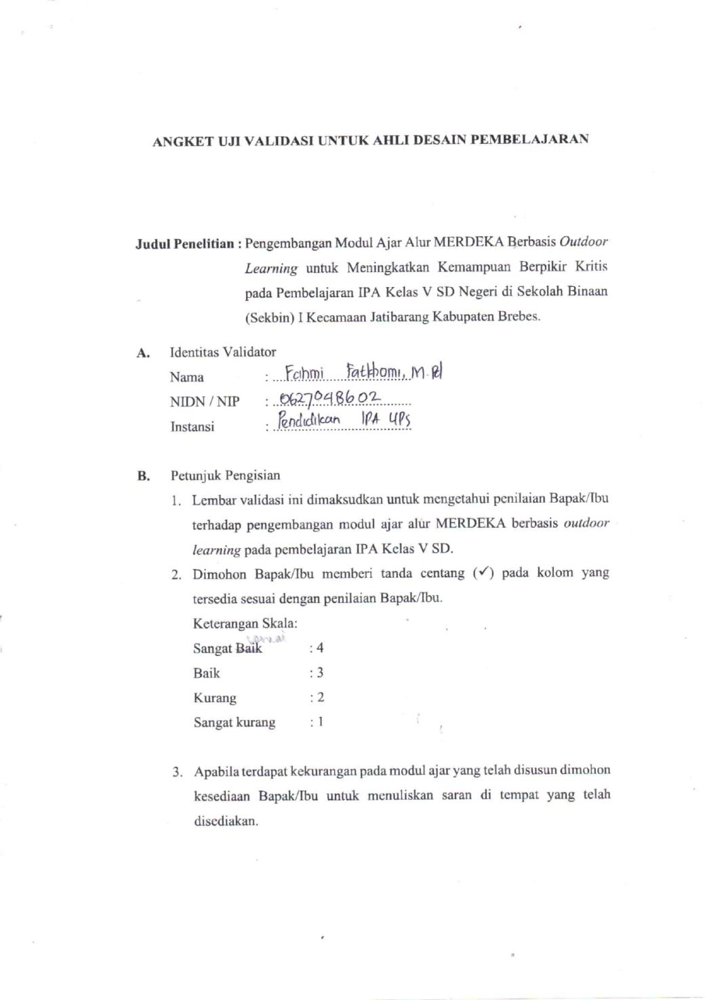 ANGKET UJI VALIDASI UNTUK AHLI DESAIN PEMBELAJARAN
Judul Penelitian : Pengembangan Modul Ajar Alur MERDEKA Berbasis Outdoor
Learning untuk Meningkatkan Kemampuan Berpikir Kritis
pada Pembelajaran IPA Kelas V SD Negeri di Sekolah Binaan
(Sekbin) I Kecamaan Jatibarang Kabupaten Brebes.
A. Identitas Validator
Nama : Fahmi Fatkhomi, M.Pd
NIDN / NIP : 0627048602
Instansi : Pendidikan IPA UPS
B. Petunjuk Pengisian
1. Lembar validasi ini dimaksudkan untuk mengetahui penilaian Bapak/Ibu
terhadap pengembangan modul ajar alur MERDEKA berbasis outdoor
learning pada pembelajaran IPA Kelas V SD.
2. Dimohon Bapak/Ibu memberi tanda centang (✓) pada kolom yang
tersedia sesuai dengan penilaian Bapak/Ibu.
Keterangan Skala:
Sangat Baik : 4
Baik : 3
Kurang : 2
Sangat kurang : 1
3. Apabila terdapat kekurangan pada modul ajar yang telah disusun dimohon
kesediaan Bapak/Ibu untuk menuliskan saran di tempat yang telah
disediakan.